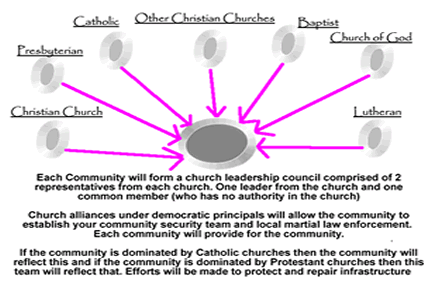 Other Christian Churches
Catholic
Baptist
Presbyterian
Church of God
Christian Church
Lutheran
Each Community will form a church leadership council comprised of 2
representatives from each church. One leader from the church and one
common member (who has no authority in the church)
Church alliances under democratic principals will allow the community to
establish your community security team and local martial law enforcement.
Each community will provide for the community.
If the community is dominated by Catholic churches then the community will
reflect this and if the community is dominated by Protestant churches then this
team will reflect that. Efforts will be made to protect and repair infrastructure